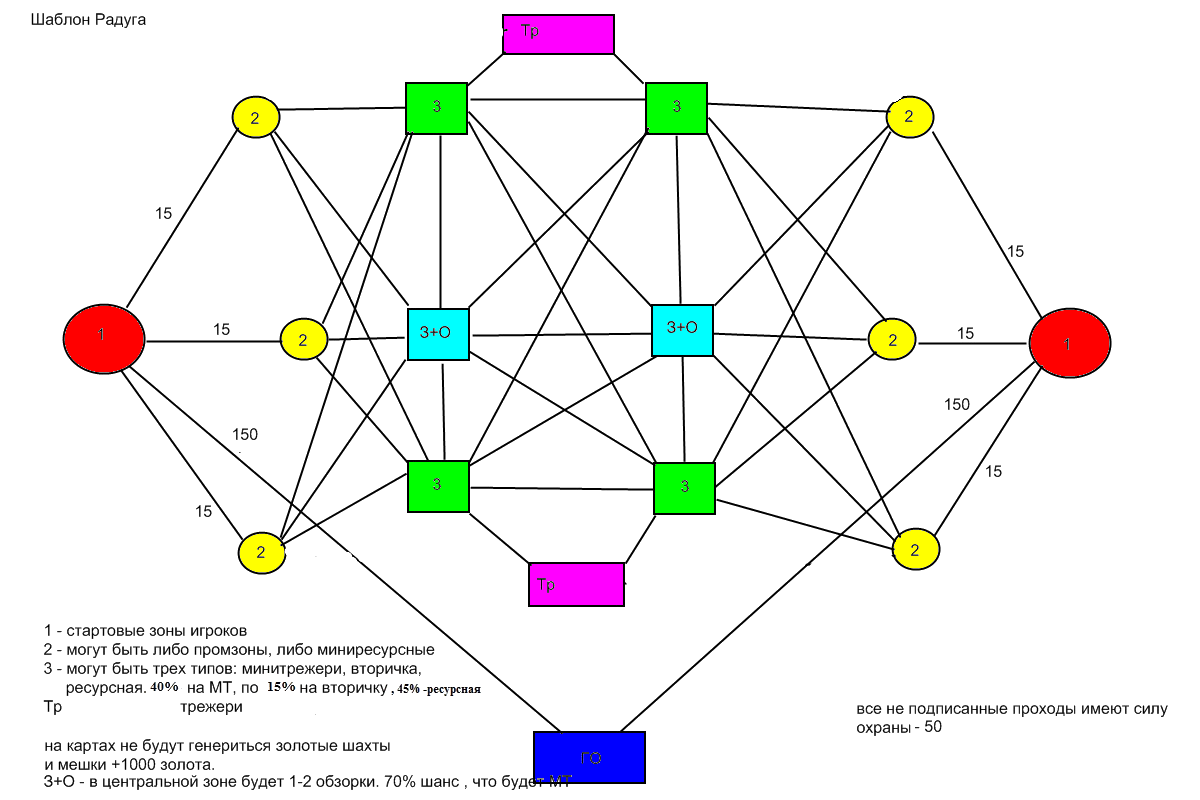 Шаблон Радуга
Тр
2
3
3
2
15
15
1
15
2
3+О
3+О
2
15
1
150
150
15
3
3
15
2
2
Тр
1 - стартовые зоны игроков
2 - могут быть либо промзоны, либо миниресурсные
3 - могут быть трех типов: минитрежери, вторичка,
ресурсная. 40% на МТ, по 15% на вторичку , 45% -ресурсная
Тр трежери
все не подписанные проходы имеют силу
охраны - 50
на картах не будут генериться золотые шахты
и мешки +1000 золота.
ГО
3+О - в центральной зоне будет 1-2 обзорки. 70% шанс , что будет МТ